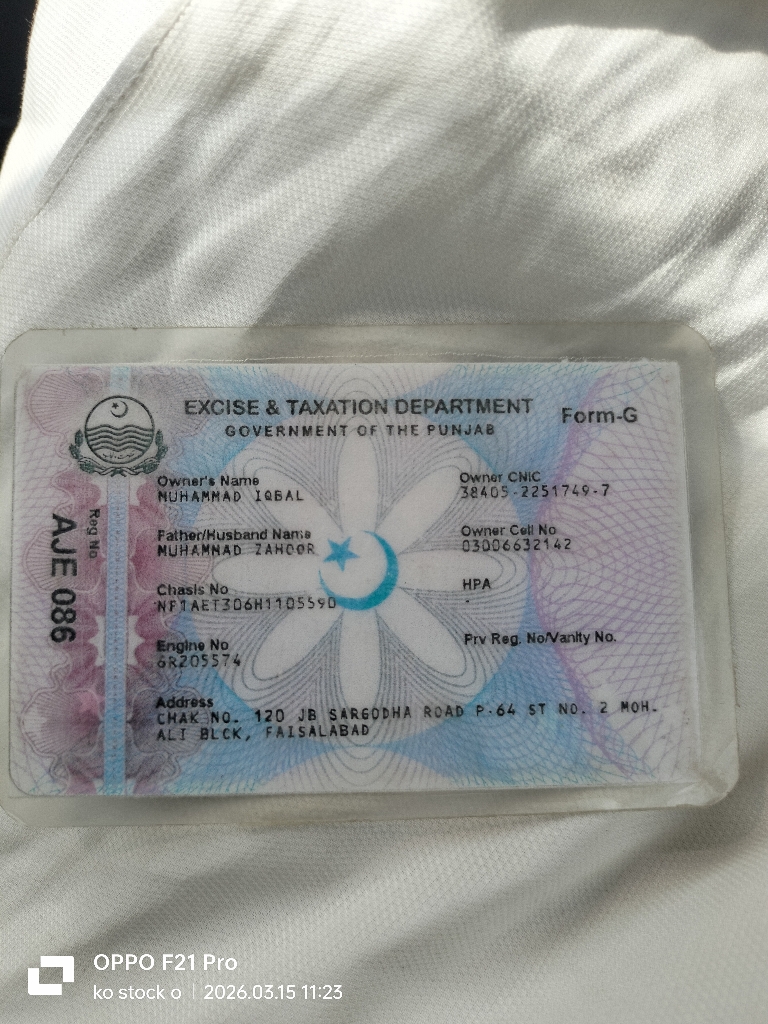 EXCISE & TAXATION DEPARTMENT
GOVERNMENT OF THE PUNJAB
Form-G
Reg No
AJE 086
Owner's Name
MUHAMMAD IQBAL
Owner CNIC
38405-2251749-7
Father/Husband Name
MUHAMMAD ZAHOOR
Owner Cell No
03006632142
Chasis No
NF1AET306H1105590
HPA
-
Engine No
6R205574
Prv Reg. No/Vanity No.
Address
CHAK NO. 120 JB SARGODHA ROAD P-64 ST NO. 2 MOH.
ALI BLCK, FAISALABAD
OPPO F21 Pro
ko stock o | 2026.03.15 11:23